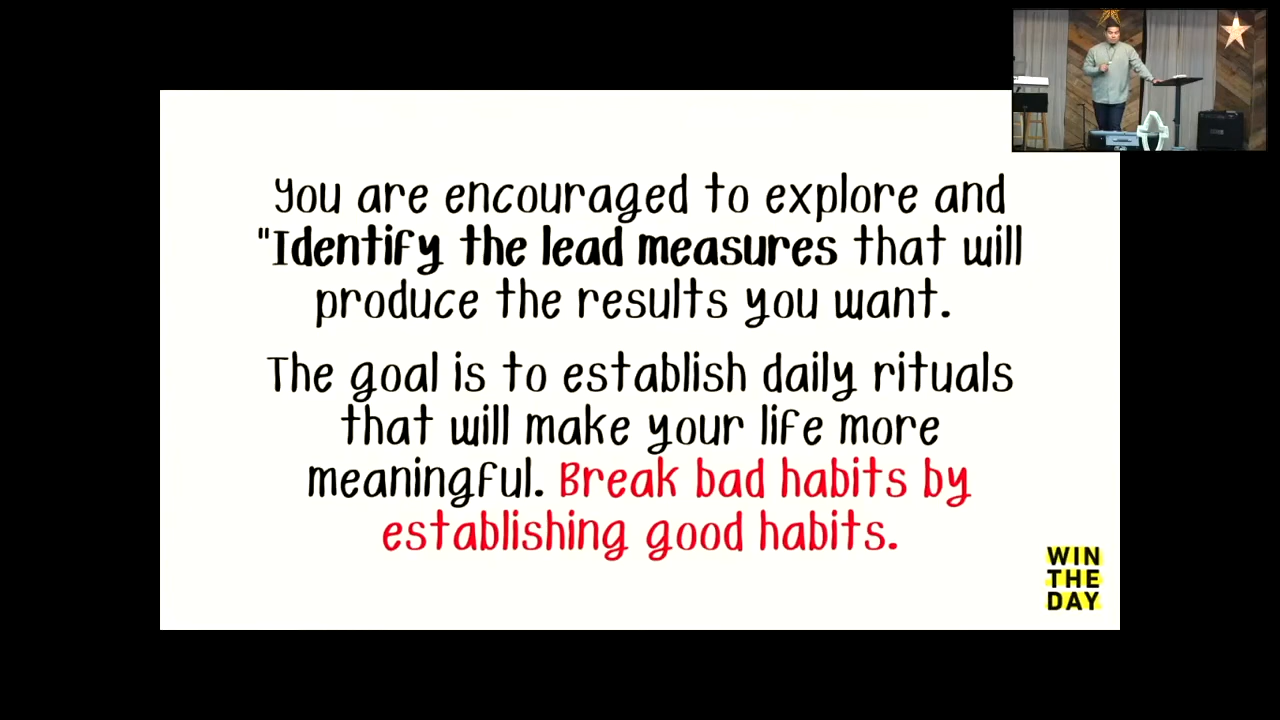 You are encouraged to explore and
"Identify the lead measures that will
produce the results you want.
The goal is to establish daily rituals
that will make your life more
meaningful. Break bad habits by
establishing good habits.
WIN
THE
DAY